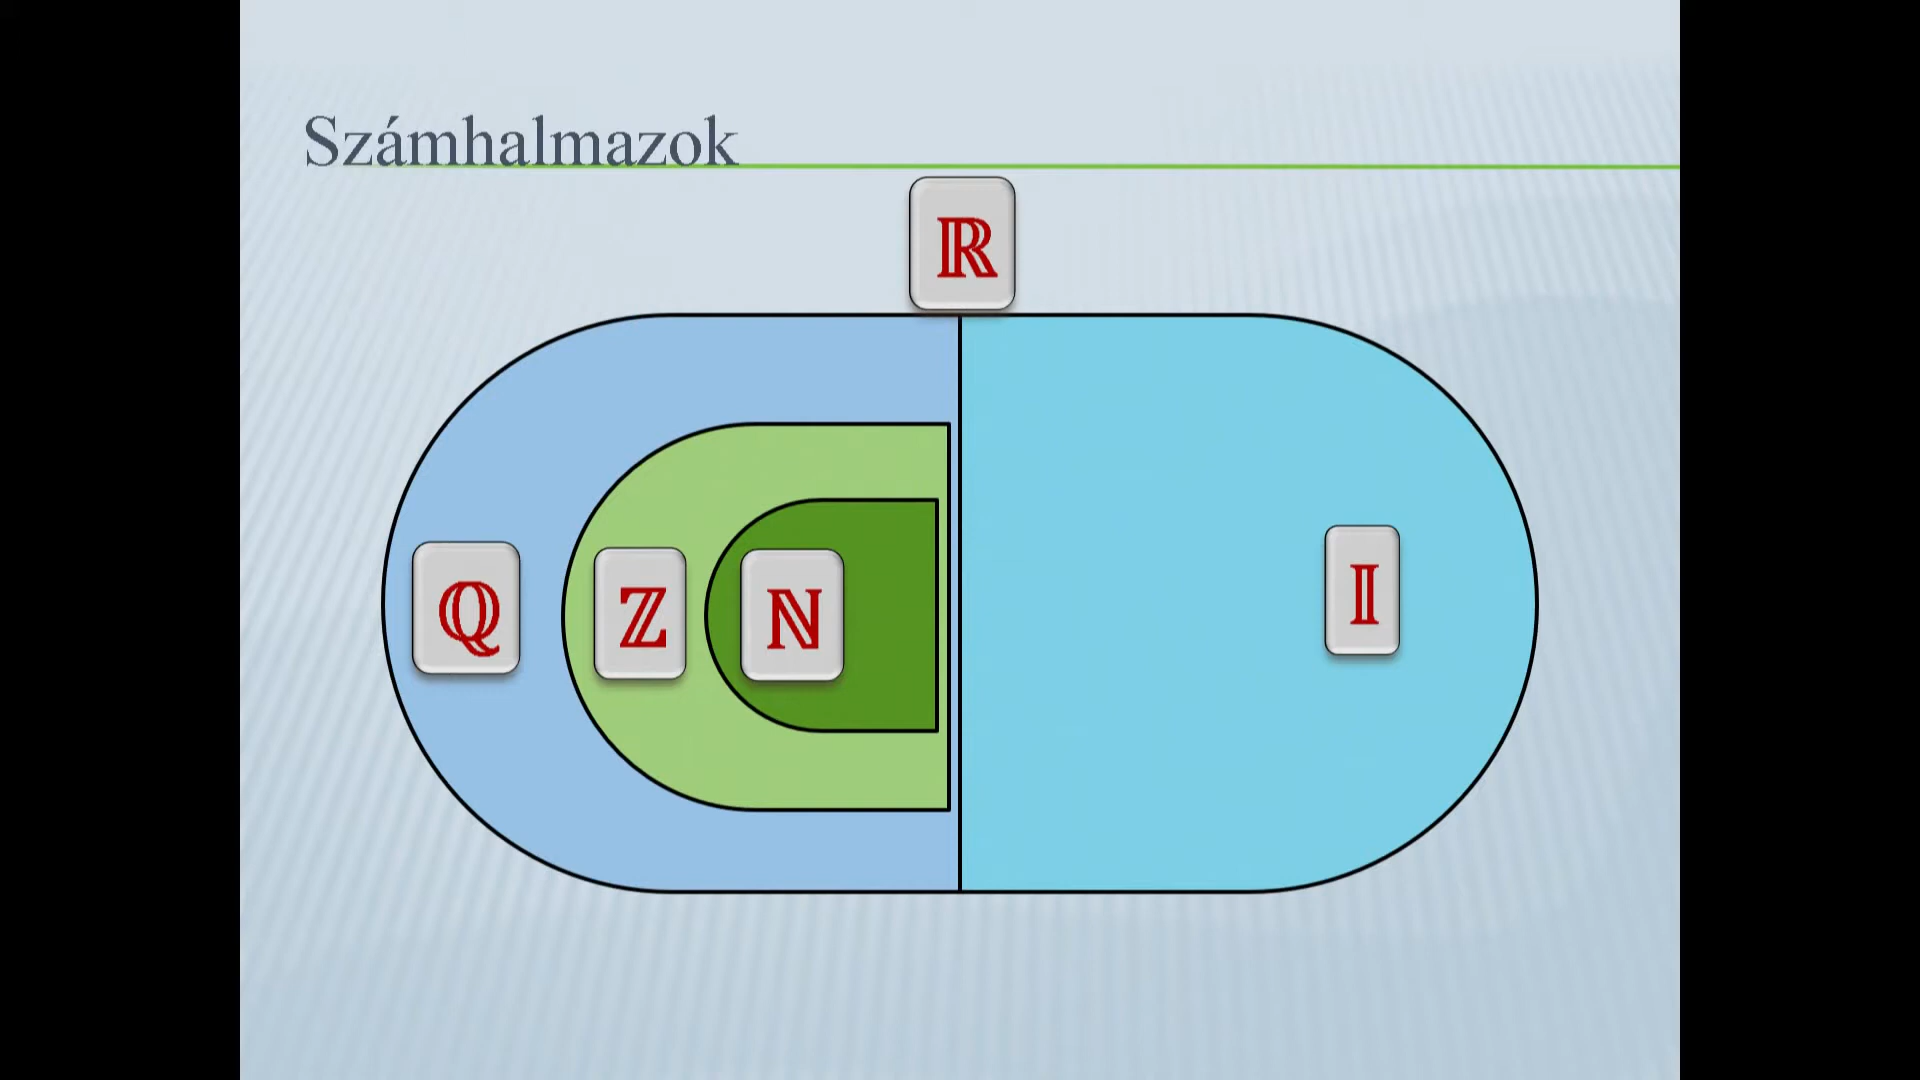 Számhalmazok
ℝ
ℚ ℤ ℕ 𝕀